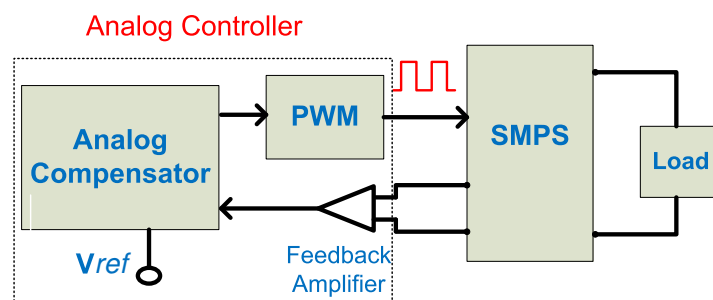 Analog Controller
Analog
Compensator
PWM
SMPS
Load
Vref
Feedback
Amplifier